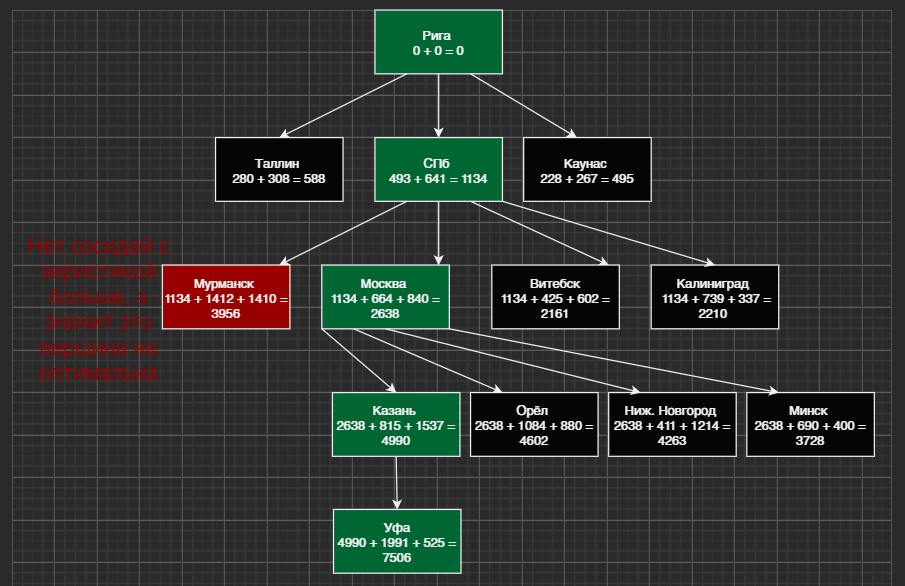 Рига
0 + 0 = 0
Таллин
280 + 308 = 588
СПб
493 + 641 = 1134
Каунас
228 + 267 = 495
Нет соседей с
эвристикой
больше, а
значит это
вершина не
оптимальна
Мурманск
1134 + 1412 + 1410 =
3956
Москва
1134 + 664 + 840 =
2638
Витебск
1134 + 425 + 602 =
2161
Калиниград
1134 + 739 + 337 =
2210
Казань
2638 + 815 + 1537 =
4990
Орёл
2638 + 1084 + 880 =
4602
Ниж. Новгород
2638 + 411 + 1214 =
4263
Минск
2638 + 690 + 400 =
3728
Уфа
4990 + 1991 + 525 =
7506